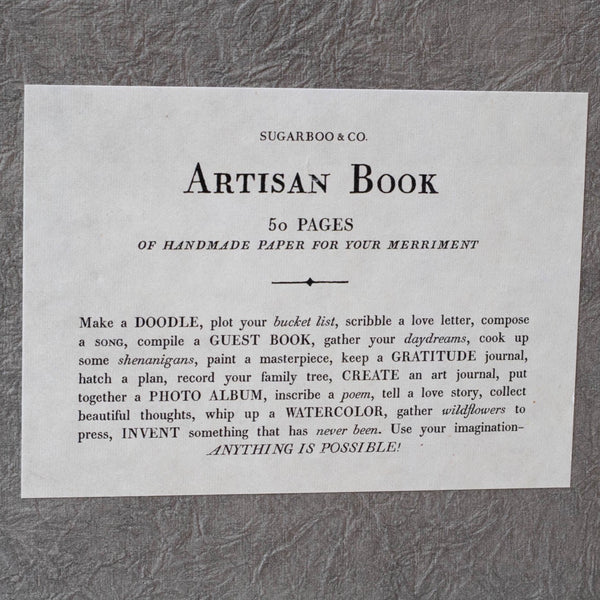 SUGARBOO & CO.
ARTISAN BOOK
50 PAGES
OF HANDMADE PAPER FOR YOUR MERRIMENT
Make a DOODLE, plot your bucket list, scribble a love letter, compose
a SONG, compile a GUEST BOOK, gather your daydreams, cook up
some shenanigans, paint a masterpiece, keep a GRATITUDE journal,
hatch a plan, record your family tree, CREATE an art journal, put
together a PHOTO ALBUM, inscribe a poem, tell a love story, collect
beautiful thoughts, whip up a WATERCOLOR, gather wildflowers to
press, INVENT something that has never been. Use your imagination–
ANYTHING IS POSSIBLE!